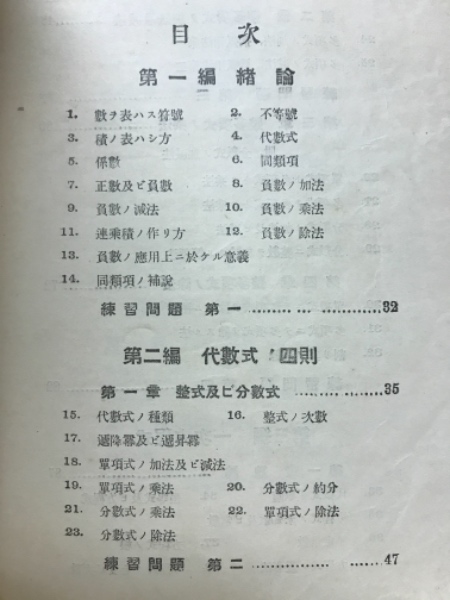 目次
第一編 緒論
1. 數ヲ表ハス符號 2. 不等號
3. 積ノ表ハシ方 4. 代數式
5. 係數 6. 同類項
7. 正數及ビ負數 8. 負數ノ加法
9. 負數ノ減法 10. 負數ノ乘法
11. 連乘積ノ作リ方 12. 負數ノ除法
13. 負數ノ應用上ニ於ケル意義
14. 同類項ノ補說
練習問題 第一 ……… … …………32
第二編 代數式ノ四則
第一章 整式及ビ分數式 ………… …………35
15. 代數式ノ種類 16. 整式ノ次數
17. 遞降冪及ビ遞昇冪
18. 單項式ノ加法及ビ減法
19. 單項式ノ乘法 20. 分數式ノ約分
21. 分數式ノ乘法 22. 單項式ノ除法
23. 分數式ノ除法
練習問題 第二 ……………… …………47